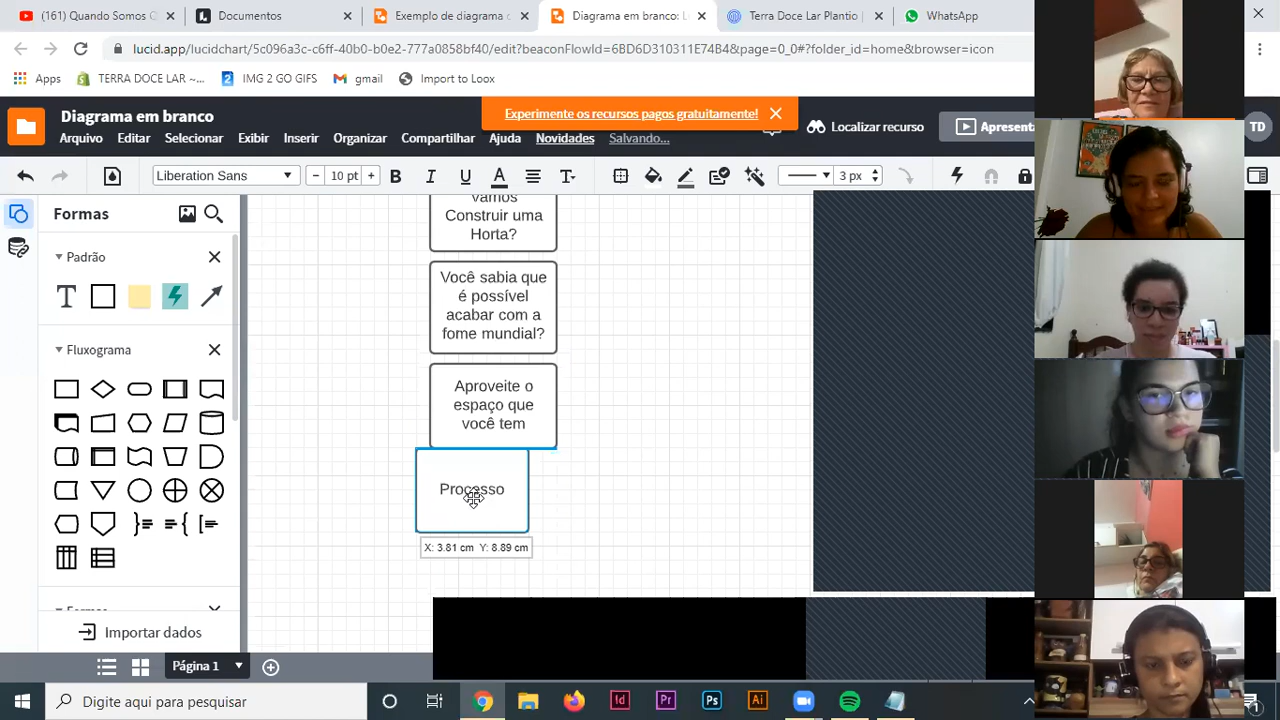 (161) Quando Somos C
Documentos
Exemplo de diagrama c
Diagrama em branco: L
Terra Doce Lar Plantio
WhatsApp
lucid.app/lucidchart/5c096a3c-c6ff-40b0-b0e2-777a0858bf40/edit?beaconFlowId=6BD6D310311E74B4&page=0_0#?folder_id=home&browser=icon
Apps
TERRA DOCE LAR ~...
IMG 2 GO GIFS
gmail
Import to Loox
Diagrama em branco
Experimente os recursos pagos gratuitamente!
Localizar recurso
Apresenta
TD
Arquivo
Editar
Selecionar
Exibir
Inserir
Organizar
Compartilhar
Ajuda
Novidades
Salvando...
Liberation Sans
10 pt
3 px
Formas
Padrão
Fluxograma
vamos
Construir uma
Horta?
Você sabia que
é possível
acabar com a
fome mundial?
Aproveite o
espaço que
você tem
Processo
X: 3.81 cm Y: 8.89 cm
Formas
Importar dados
Página 1
Digite aqui para pesquisar